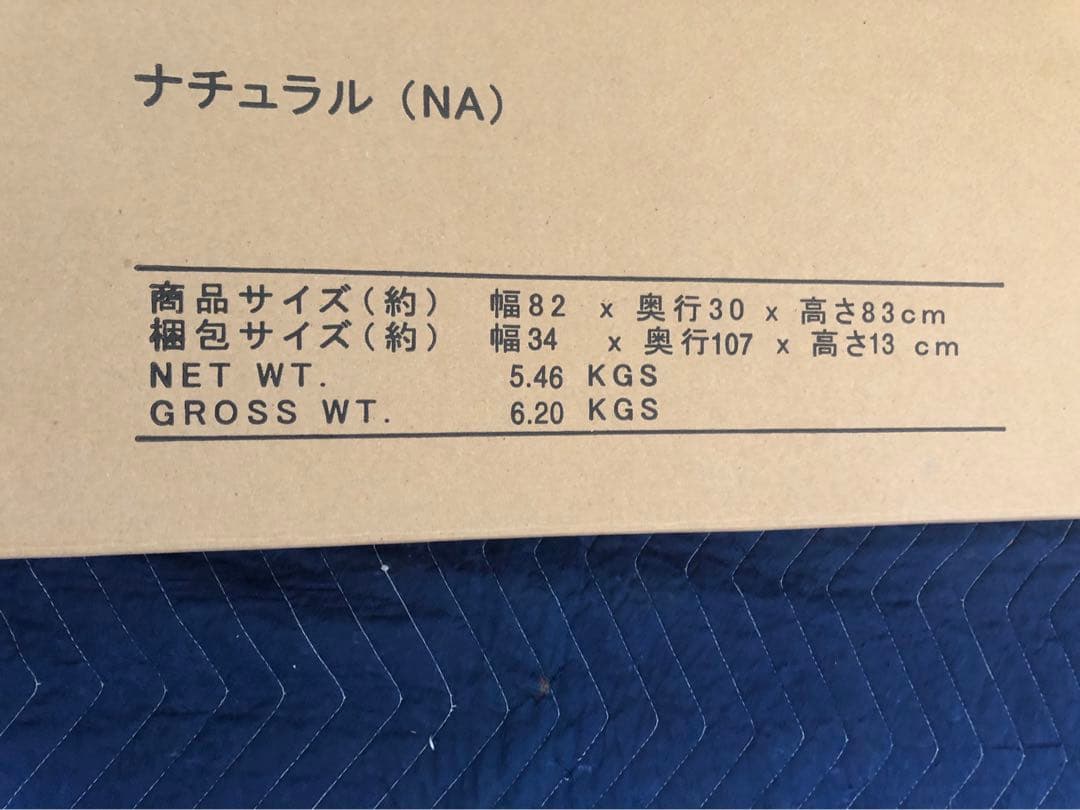 ナチュラル（NA）
商品サイズ(約) 幅82 x 奥行30 x 高さ83cm
梱包サイズ(約) 幅34 x 奥行107 x 高さ13 cm
NET WT. 5.46 KGS
GROSS WT. 6.20 KGS